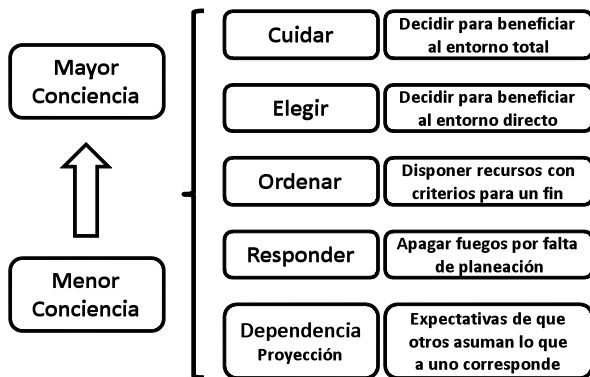 Mayor
Conciencia
Menor
Conciencia
Cuidar
Decidir para beneficiar
al entorno total
Elegir
Decidir para beneficiar
al entorno directo
Ordenar
Disponer recursos con
criterios para un fin
Responder
Apagar fuegos por falta
de planeación
Dependencia
Proyección
Expectativas de que
otros asuman lo que
a uno corresponde